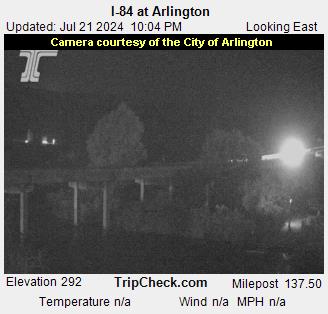 I-84 at Arlington
Updated: Jul 21 2024 10:04 PM Looking East
Camera courtesy of the City of Arlington
Elevation 292 TripCheck.com Milepost 137.50
Temperature n/a Wind n/a MPH n/a